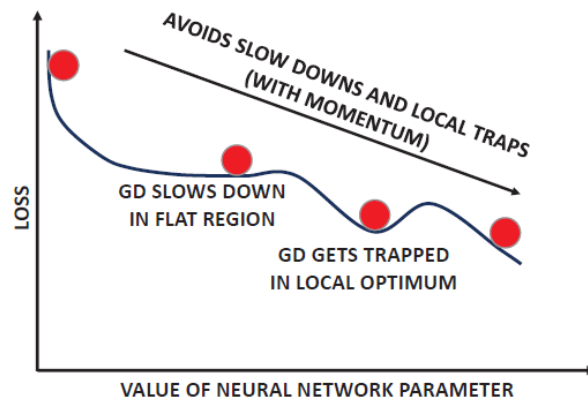 AVOIDS SLOW DOWNS AND LOCAL TRAPS
(WITH MOMENTUM)
GD SLOWS DOWN
IN FLAT REGION
GD GETS TRAPPED
IN LOCAL OPTIMUM
LOSS
VALUE OF NEURAL NETWORK PARAMETER